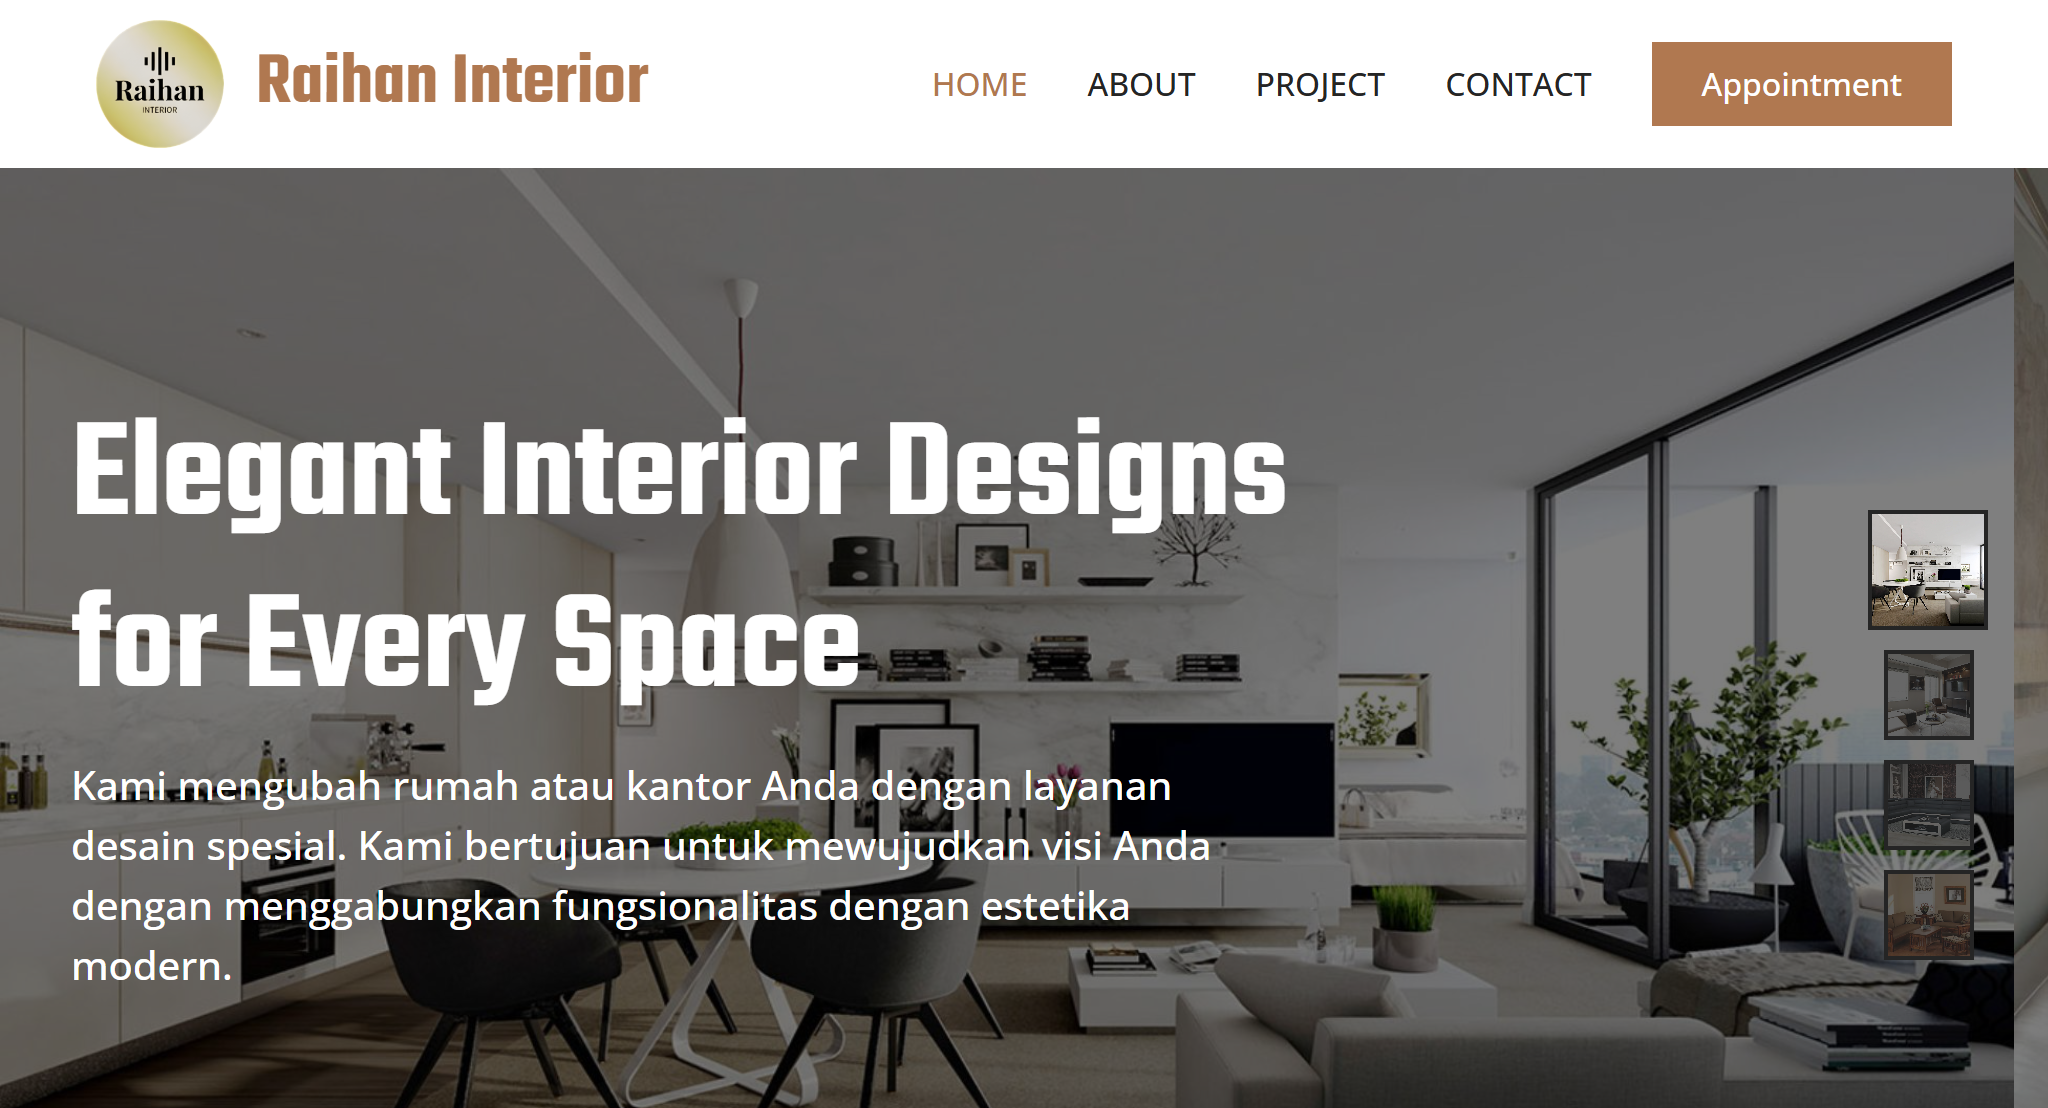 Raihan
INTERIOR
Raihan Interior
HOME
ABOUT
PROJECT
CONTACT
Appointment
Elegant Interior Designs
for Every Space
Kami mengubah rumah atau kantor Anda dengan layanan
desain spesial. Kami bertujuan untuk mewujudkan visi Anda
dengan menggabungkan fungsionalitas dengan estetika
modern.